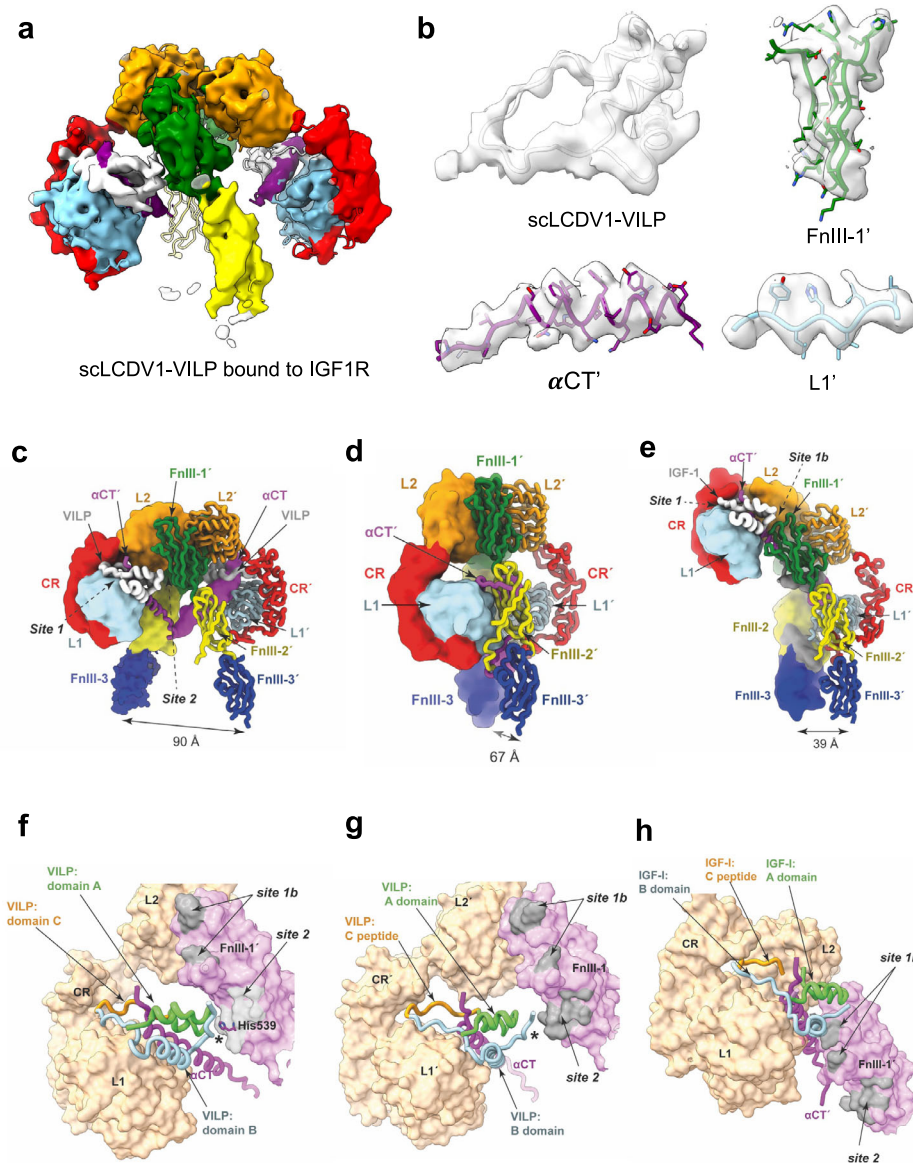 a
scLCDV1-VILP bound to IGF1R
b
scLCDV1-VILP
FnIII-1'
αCT'
L1'
c
FnIII-1´
αCT´
L2
L2´
αCT
VILP
VILP
CR
CR´
Site 1
L1
L1´
FnIII-2´
FnIII-3
Site 2
FnIII-3´
90 Å
d
FnIII-1´
L2
L2´
αCT´
CR
CR´
L1
L1´
FnIII-2´
FnIII-3
FnIII-3´
67 Å
e
αCT´
L2
Site 1b
IGF-1
FnIII-1´
Site 1
L2´
CR
CR
L1
L1´
FnIII-2
FnIII-2´
FnIII-3
FnIII-3´
39 Å
f
VILP:
domain A
VILP:
domain C
L2
site 1b
FnIII-1´
site 2
CR
His539
*
L1
αCT
VILP:
domain B
g
VILP:
A domain
VILP:
C peptide
L2´
site 1b
CR´
FnIII-1
*
L1´
αCT
site 2
VILP:
B domain
h
IGF-I:
C peptide
IGF-I:
A domain
IGF-I:
B domain
CR
L2
site 1b
L1
FnIII-1´
αCT´
site 2